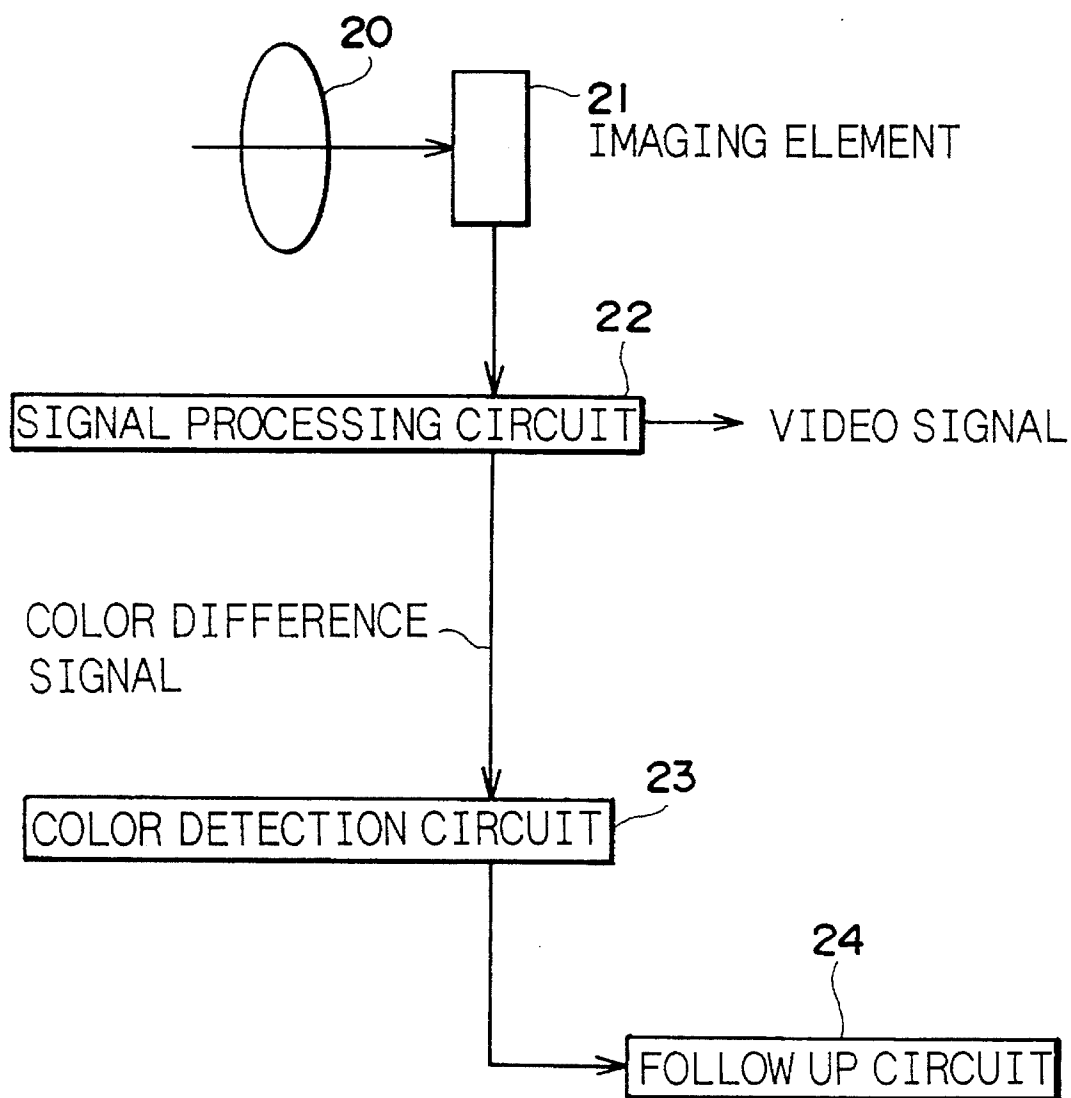 20
21
IMAGING ELEMENT
22
SIGNAL PROCESSING CIRCUIT
VIDEO SIGNAL
COLOR DIFFERENCE
SIGNAL
23
COLOR DETECTION CIRCUIT
24
FOLLOW UP CIRCUIT